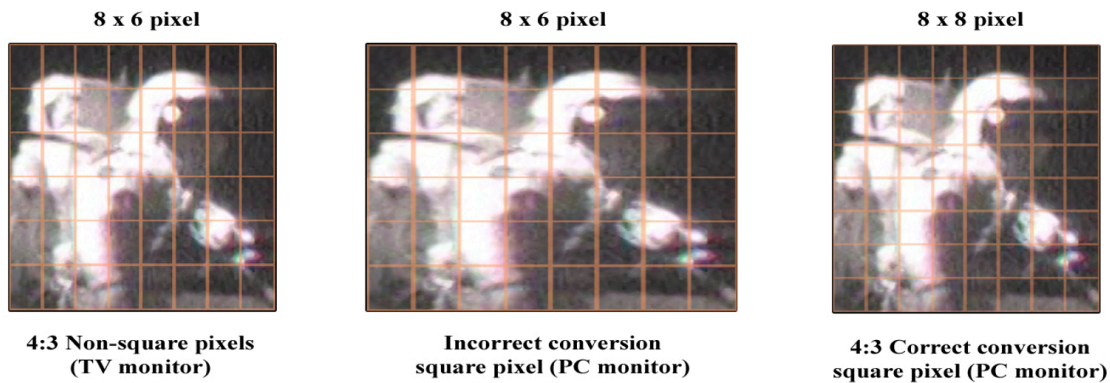 8 x 6 pixel
8 x 6 pixel
8 x 8 pixel
4:3 Non-square pixels
(TV monitor)
Incorrect conversion
square pixel (PC monitor)
4:3 Correct conversion
square pixel (PC monitor)